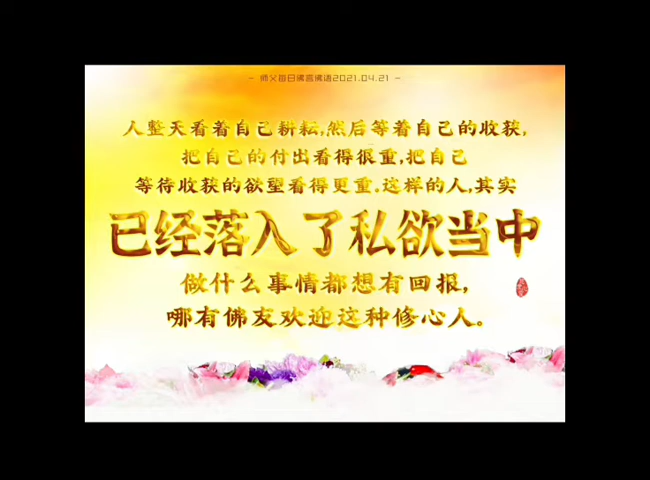 – 师父每日佛言佛语2021.04.21 –
人整天看着自己耕耘,然后等着自己的收获,
把自己的付出看得很重,把自己
等待收获的欲望看得更重。这样的人,其实
已经落入了私欲当中
做什么事情都想有回报,
哪有佛友欢迎这种修心人。